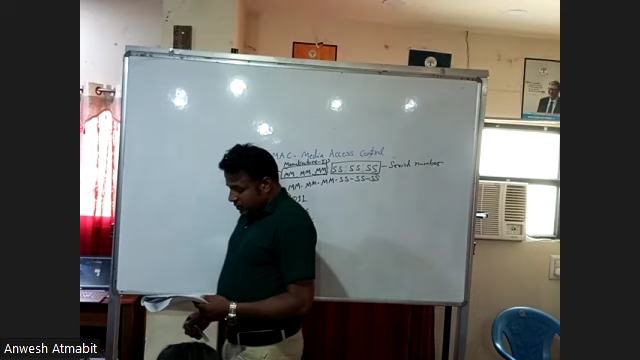 MAC - Media Access Control
Manufacture-ID
MM. MM. MM SS SS SS - Serial number
MM- MM- MM- SS-SS-SS
Anwesh Atmabit